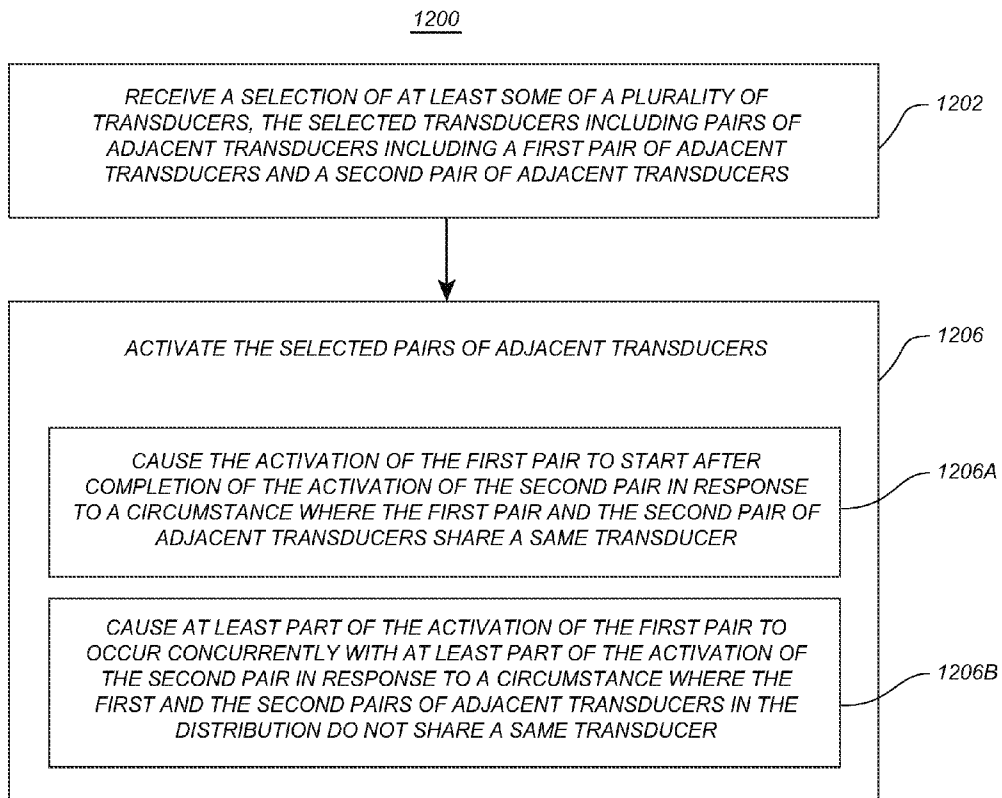 1200
RECEIVE A SELECTION OF AT LEAST SOME OF A PLURALITY OF
TRANSDUCERS, THE SELECTED TRANSDUCERS INCLUDING PAIRS OF
ADJACENT TRANSDUCERS INCLUDING A FIRST PAIR OF ADJACENT
TRANSDUCERS AND A SECOND PAIR OF ADJACENT TRANSDUCERS
1202
ACTIVATE THE SELECTED PAIRS OF ADJACENT TRANSDUCERS
1206
CAUSE THE ACTIVATION OF THE FIRST PAIR TO START AFTER
COMPLETION OF THE ACTIVATION OF THE SECOND PAIR IN RESPONSE
TO A CIRCUMSTANCE WHERE THE FIRST PAIR AND THE SECOND PAIR OF
ADJACENT TRANSDUCERS SHARE A SAME TRANSDUCER
1206A
CAUSE AT LEAST PART OF THE ACTIVATION OF THE FIRST PAIR TO
OCCUR CONCURRENTLY WITH AT LEAST PART OF THE ACTIVATION OF
THE SECOND PAIR IN RESPONSE TO A CIRCUMSTANCE WHERE THE
FIRST AND THE SECOND PAIRS OF ADJACENT TRANSDUCERS IN THE
DISTRIBUTION DO NOT SHARE A SAME TRANSDUCER
1206B